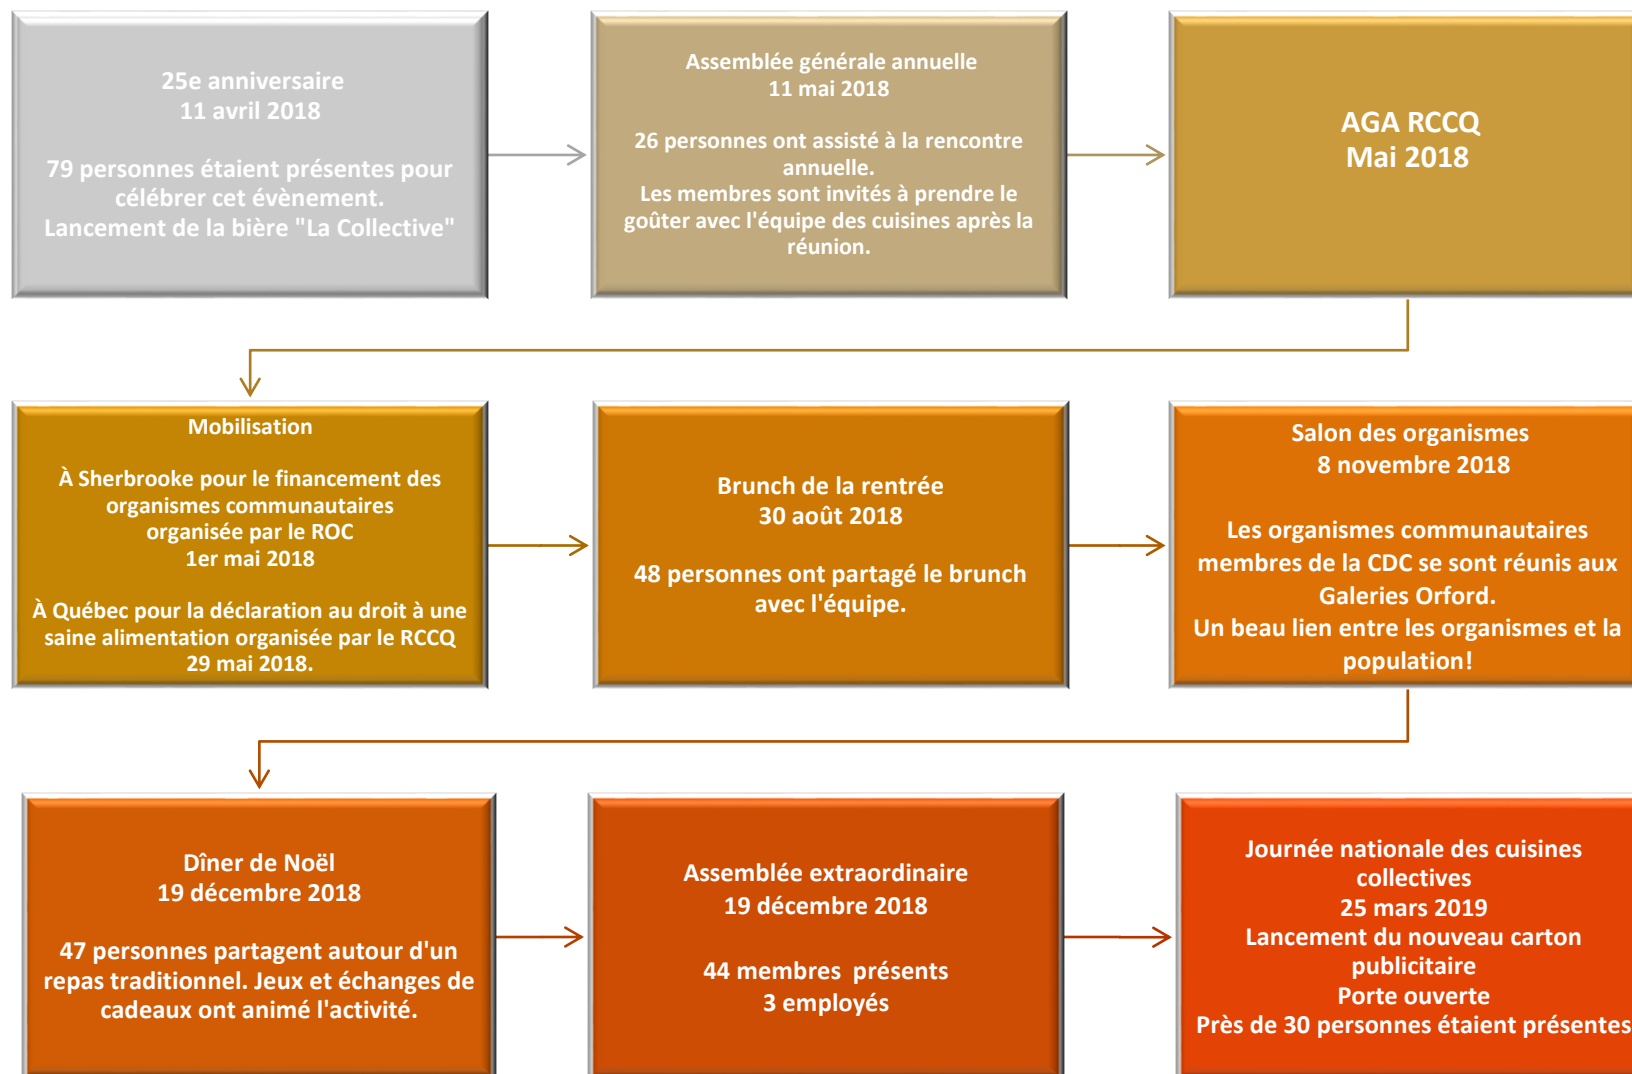 25e anniversaire
11 avril 2018
79 personnes étaient présentes pour
célébrer cet évènement.
Lancement de la bière "La Collective"
Assemblée générale annuelle
11 mai 2018
26 personnes ont assisté à la rencontre
annuelle.
Les membres sont invités à prendre le
goûter avec l'équipe des cuisines après la
réunion.
AGA RCCQ
Mai 2018
Mobilisation
À Sherbrooke pour le financement des
organismes communautaires
organisée par le ROC
1er mai 2018
À Québec pour la déclaration au droit à une
saine alimentation organisée par le RCCQ
29 mai 2018.
Brunch de la rentrée
30 août 2018
48 personnes ont partagé le brunch
avec l'équipe.
Salon des organismes
8 novembre 2018
Les organismes communautaires
membres de la CDC se sont réunis aux
Galeries Orford.
Un beau lien entre les organismes et la
population!
Dîner de Noël
19 décembre 2018
47 personnes partagent autour d'un
repas traditionnel. Jeux et échanges de
cadeaux ont animé l'activité.
Assemblée extraordinaire
19 décembre 2018
44 membres  présents
3 employés
Journée nationale des cuisines
collectives
25 mars 2019
Lancement du nouveau carton
publicitaire
Porte ouverte
Près de 30 personnes étaient présentes